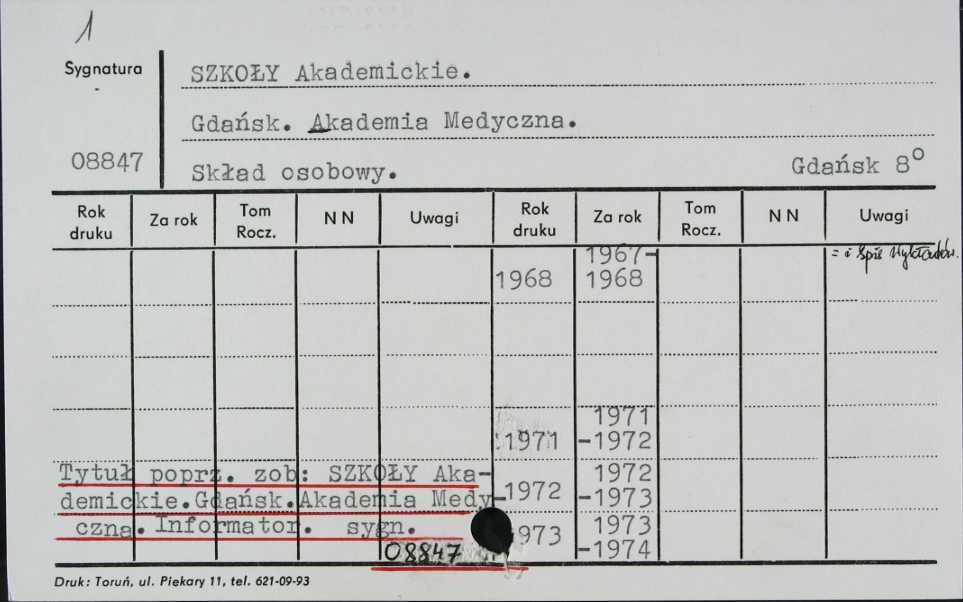 1
Sygnatura
SZKOŁY Akademickie.
Gdańsk. Akademia Medyczna.
08847
Skład osobowy. Gdańsk 8°
Rok druku Za rok Tom Rocz. N N Uwagi Rok druku Za rok Tom Rocz. N N Uwagi
1968 1967-1968 = i Spis Wykładów.
1971 1971-1972
1972 1972-1973
1973 1973-1974
Tytuł poprz. zob: SZKOŁY Aka-
demickie.Gdańsk.Akademia Medy-
czna. Informator. sygn.
08847
Druk: Toruń, ul. Piekary 11, tel. 621-09-93